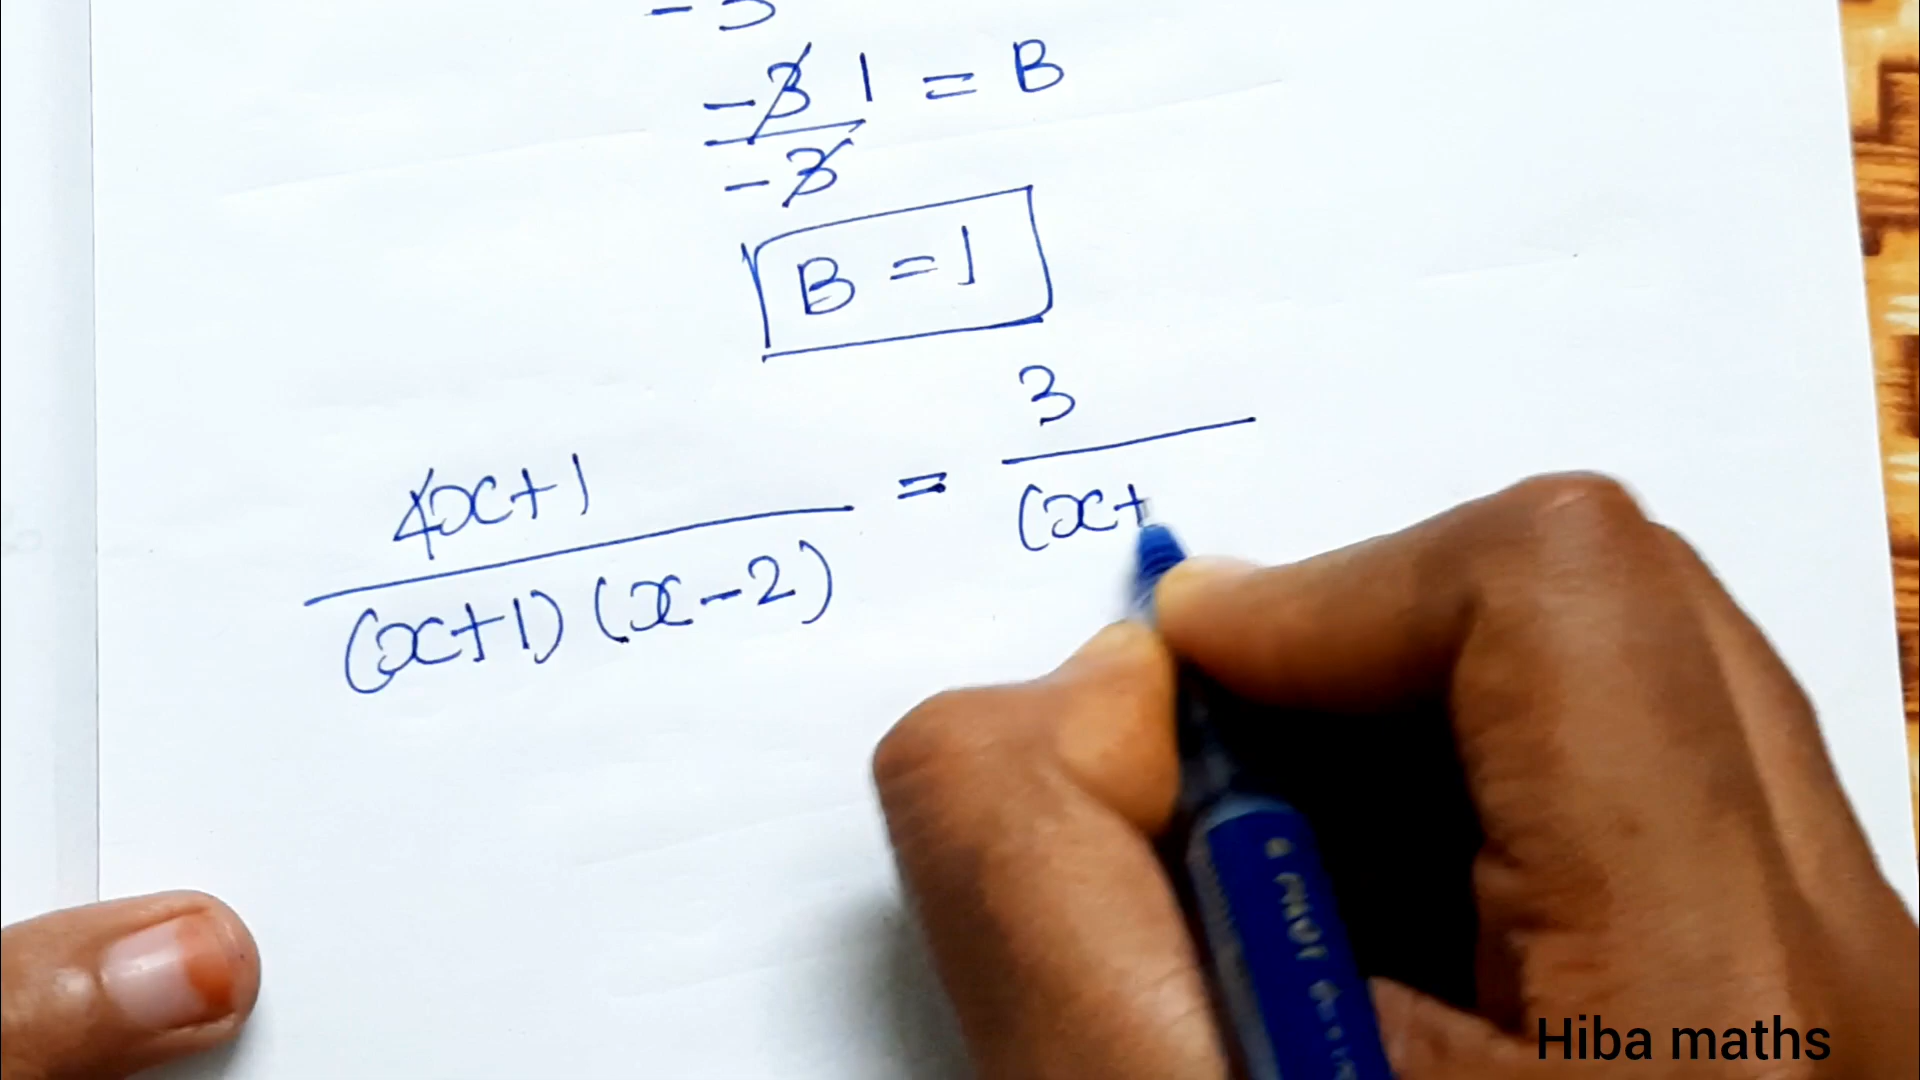 - 3
-3 1 = B
-3
B = 1
3
4x+1 =
(x+1) (x-2) (x+
Hiba maths